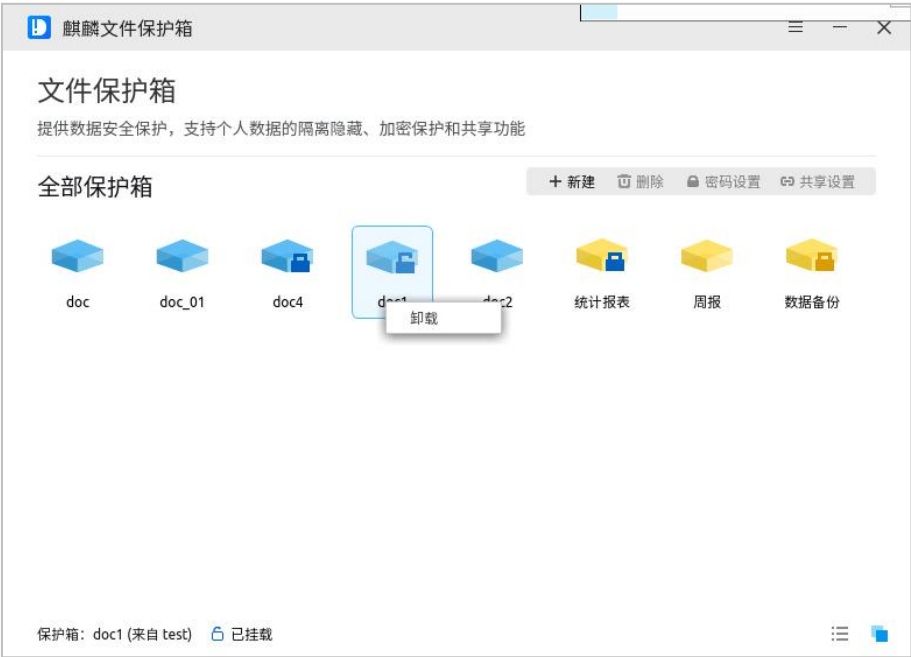 麒麟文件保护箱
文件保护箱
提供数据安全保护，支持个人数据的隔离隐藏、加密保护和共享功能
全部保护箱
新建 删除 密码设置 共享设置
doc doc_01 doc4 doc1 doc2 统计报表 周报 数据备份
卸载
保护箱：doc1 (来自 test) 已挂载